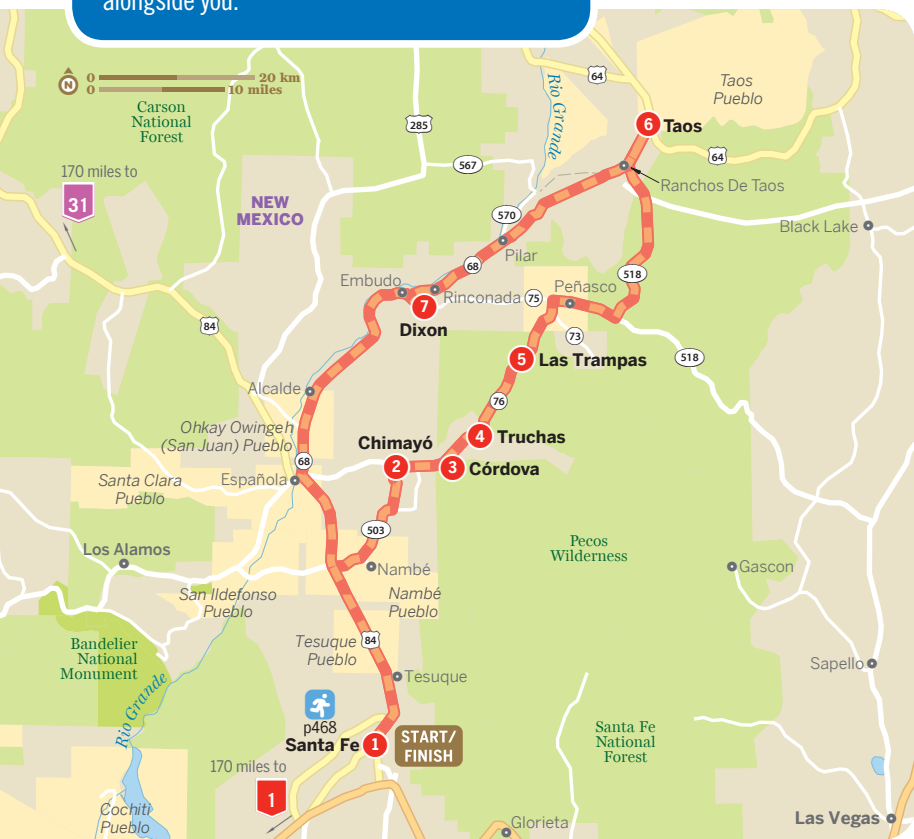 alongside you.
N
0 20 km
0 10 miles
Carson
National
Forest
285
64
Rio Grande
Taos
Pueblo
6 Taos
64
567
170 miles to
31
NEW
MEXICO
Ranchos De Taos
570
Black Lake
Pilar
68
518
Embudo
Rinconada
75
Peñasco
7
Dixon
73
84
518
5 Las Trampas
Alcalde
76
Ohkay Owingeh
(San Juan) Pueblo
Chimayó
4 Truchas
68
2
3 Córdova
Santa Clara
Pueblo
Española
503
Los Alamos
Pecos
Wilderness
Nambé
Gascon
San Ildefonso
Pueblo
Nambé
Pueblo
Tesuque
Pueblo
84
Bandelier
National
Monument
Tesuque
Sapello
Rio Grande
p468
Santa Fe 1
START/
FINISH
Santa Fe
National
Forest
170 miles to
1
Cochiti
Pueblo
Glorieta
Las Vegas